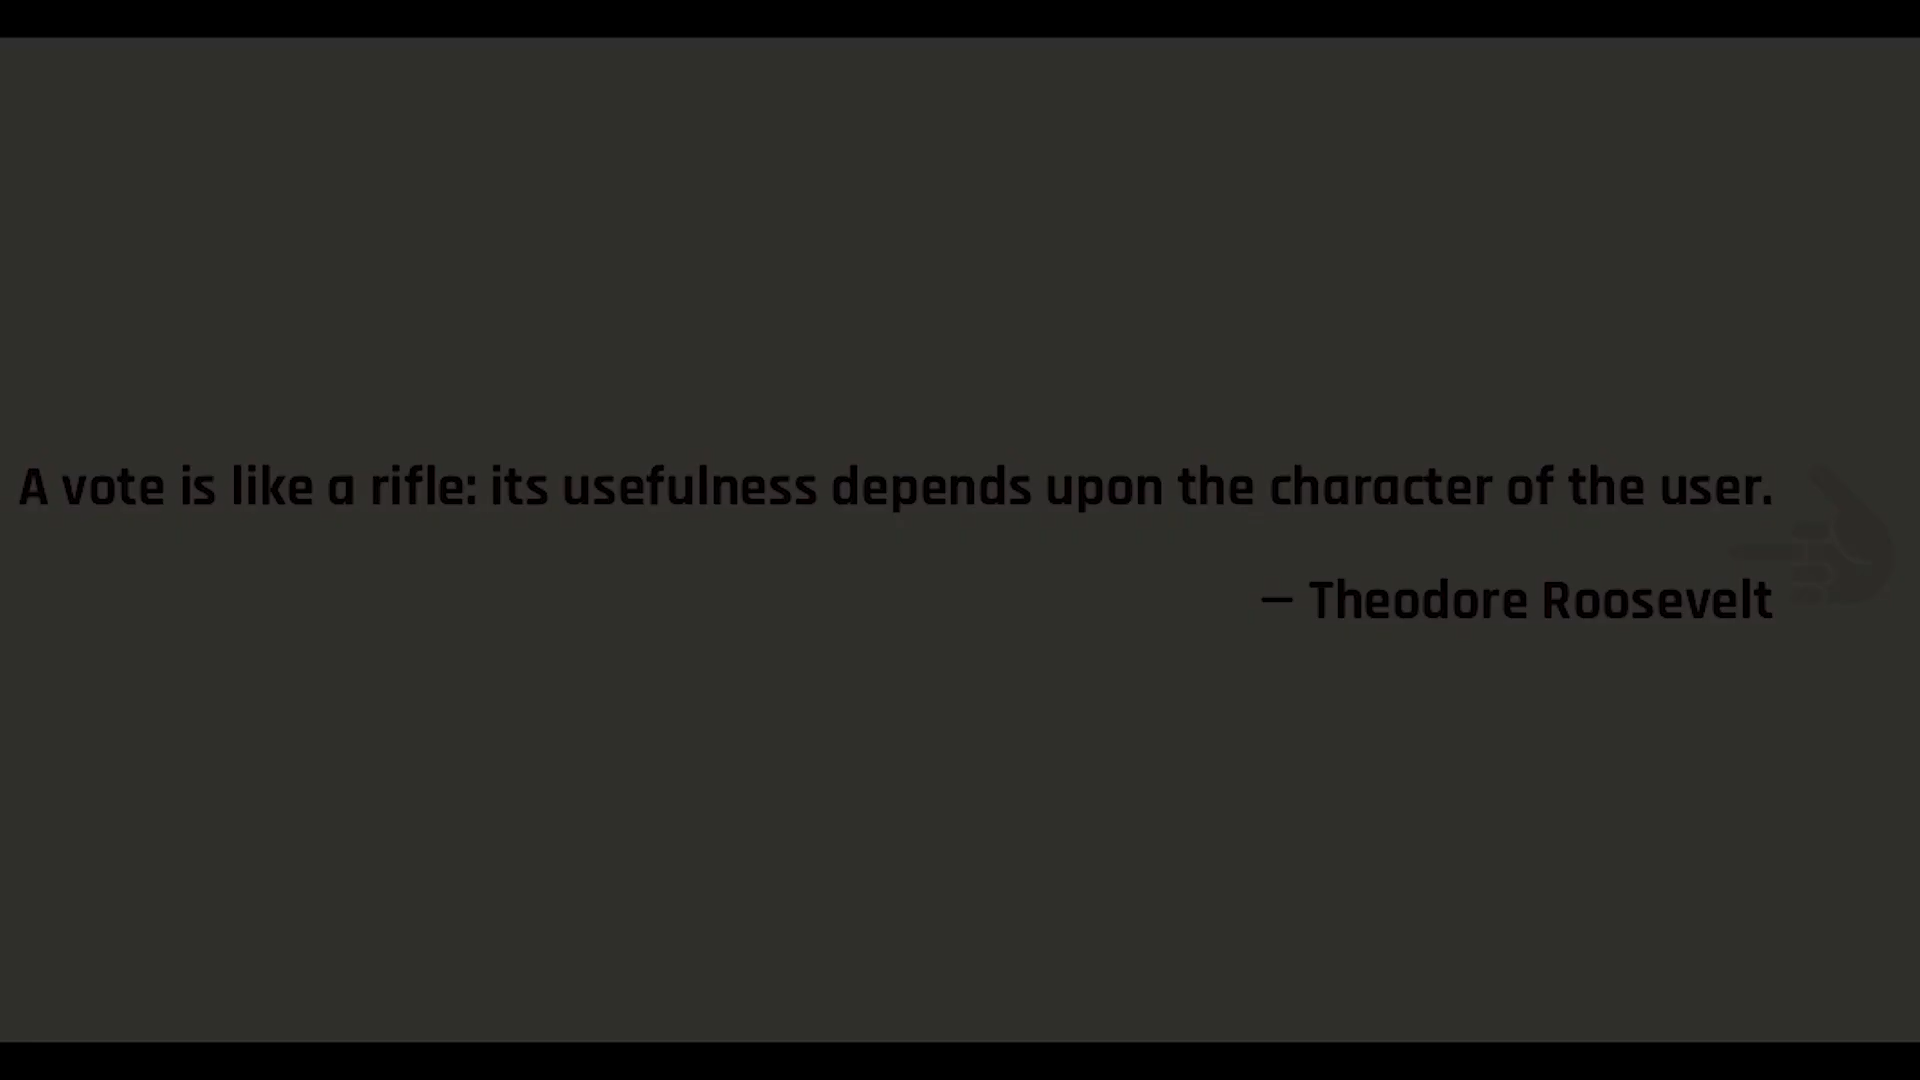 A vote is like a rifle: its usefulness depends upon the character of the user.
— Theodore Roosevelt